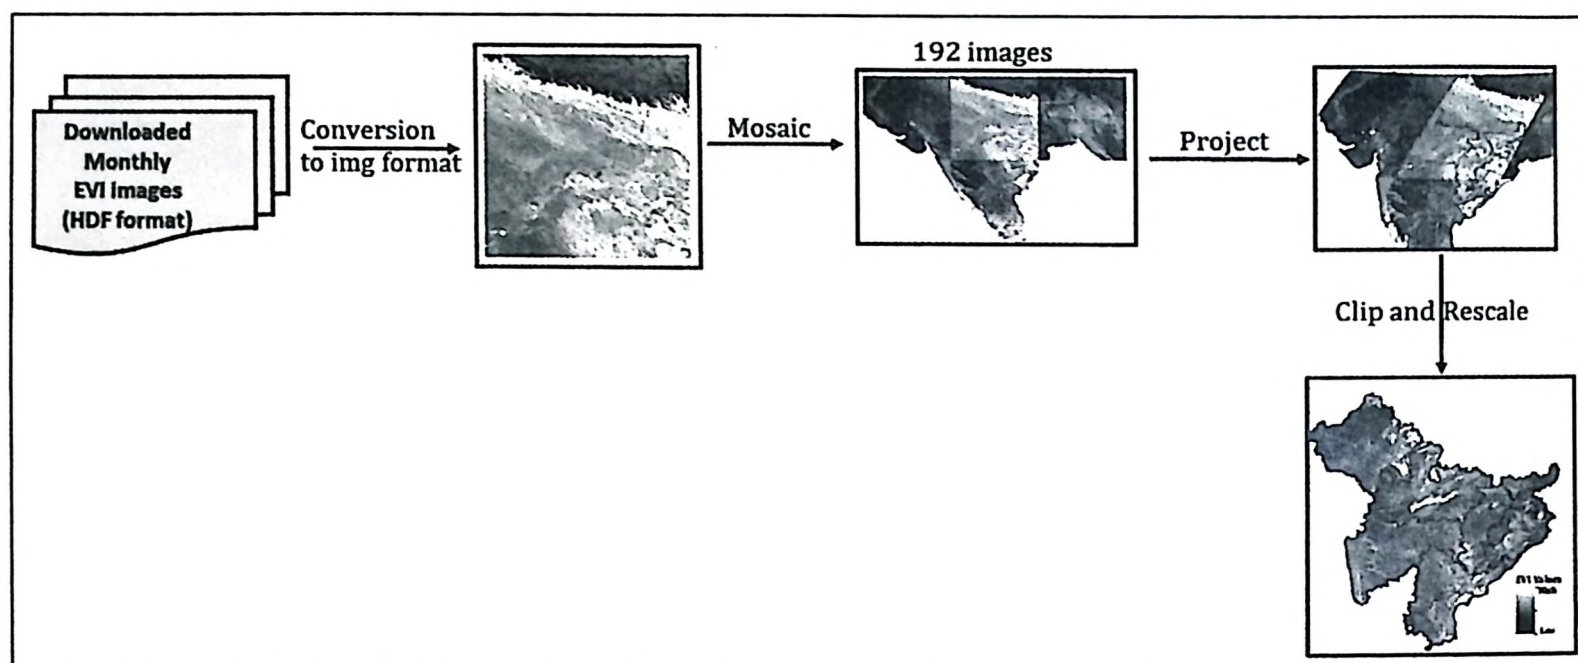 Downloaded
Monthly
EVI images
(HDF format)
Conversion
to img format
Mosaic
192 images
Project
Clip and Rescale